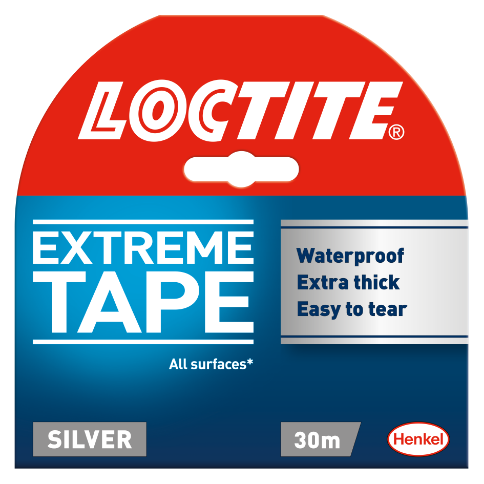 LOCTITE®
EXTREME
TAPE
All surfaces*
Waterproof
Extra thick
Easy to tear
SILVER
30m
Henkel